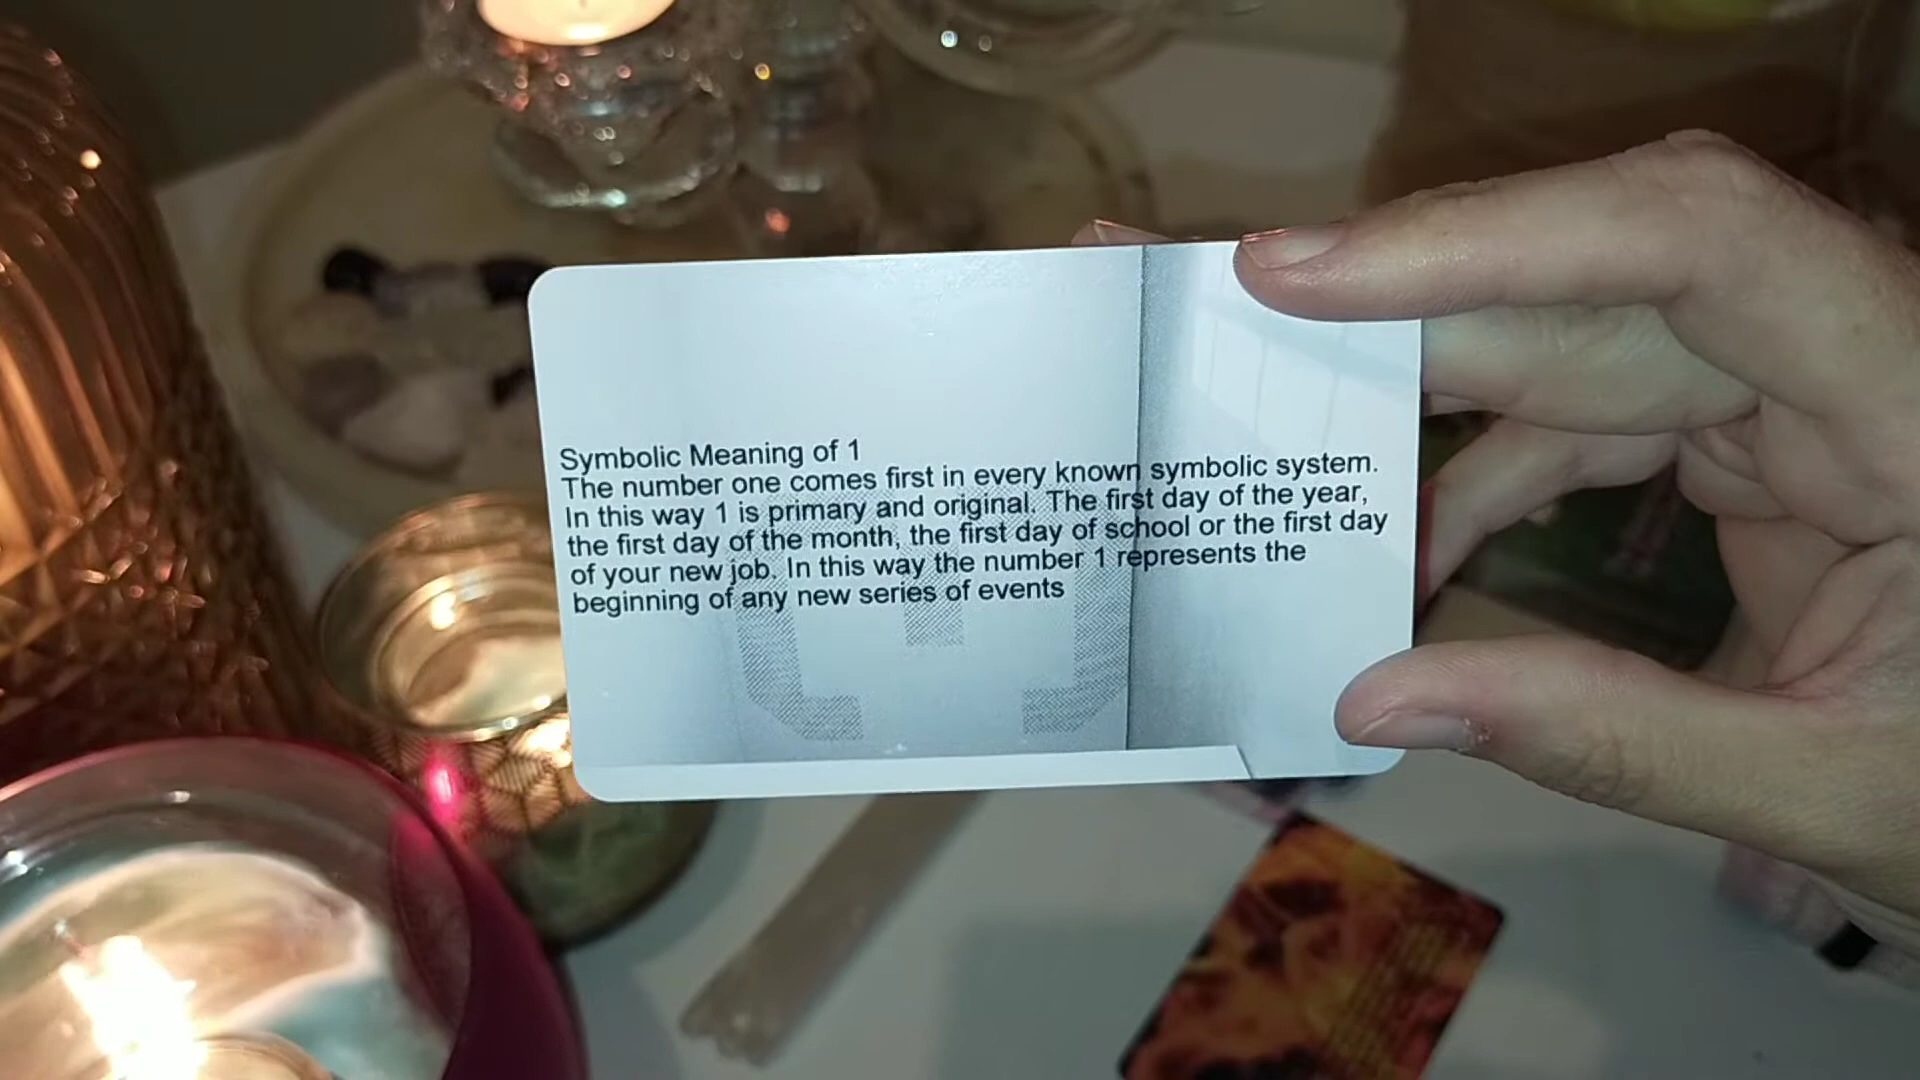 Symbolic Meaning of 1
The number one comes first in every known symbolic system.
In this way 1 is primary and original. The first day of the year,
the first day of the month, the first day of school or the first day
of your new job. In this way the number 1 represents the
beginning of any new series of events